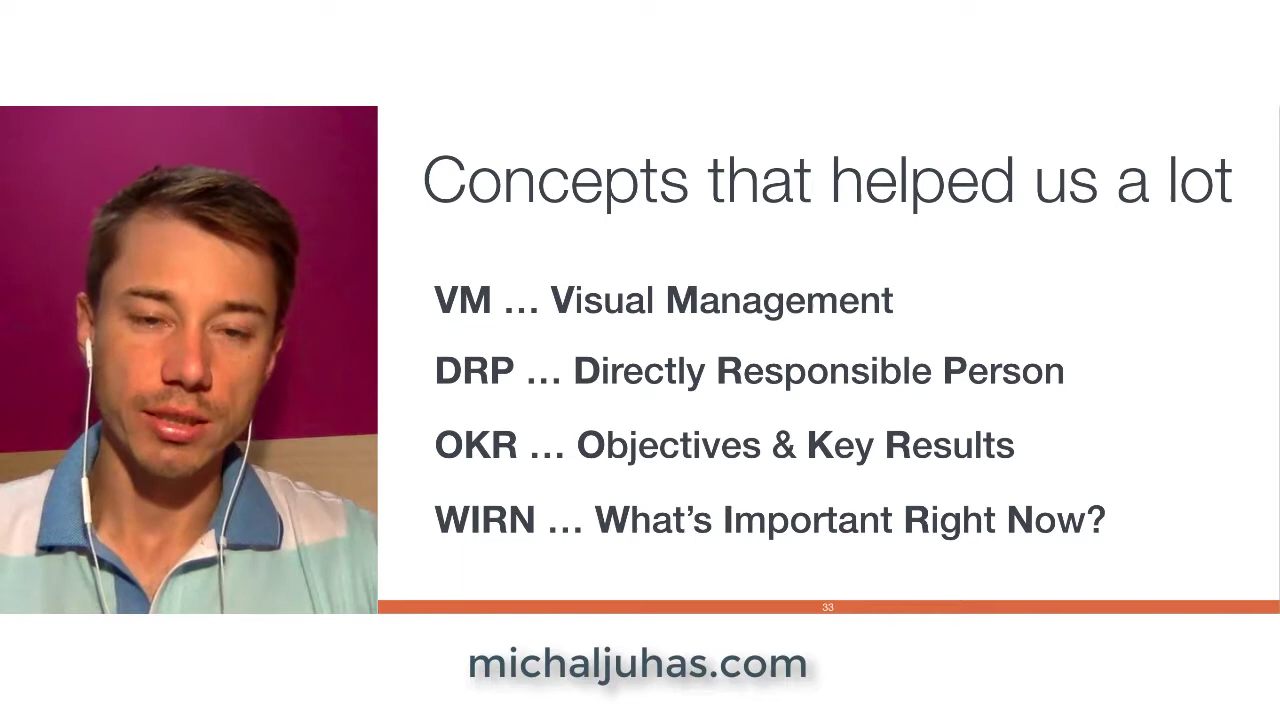 Concepts that helped us a lot
VM … Visual Management
DRP … Directly Responsible Person
OKR … Objectives & Key Results
WIRN … What’s Important Right Now?
33
michaljuhas.com